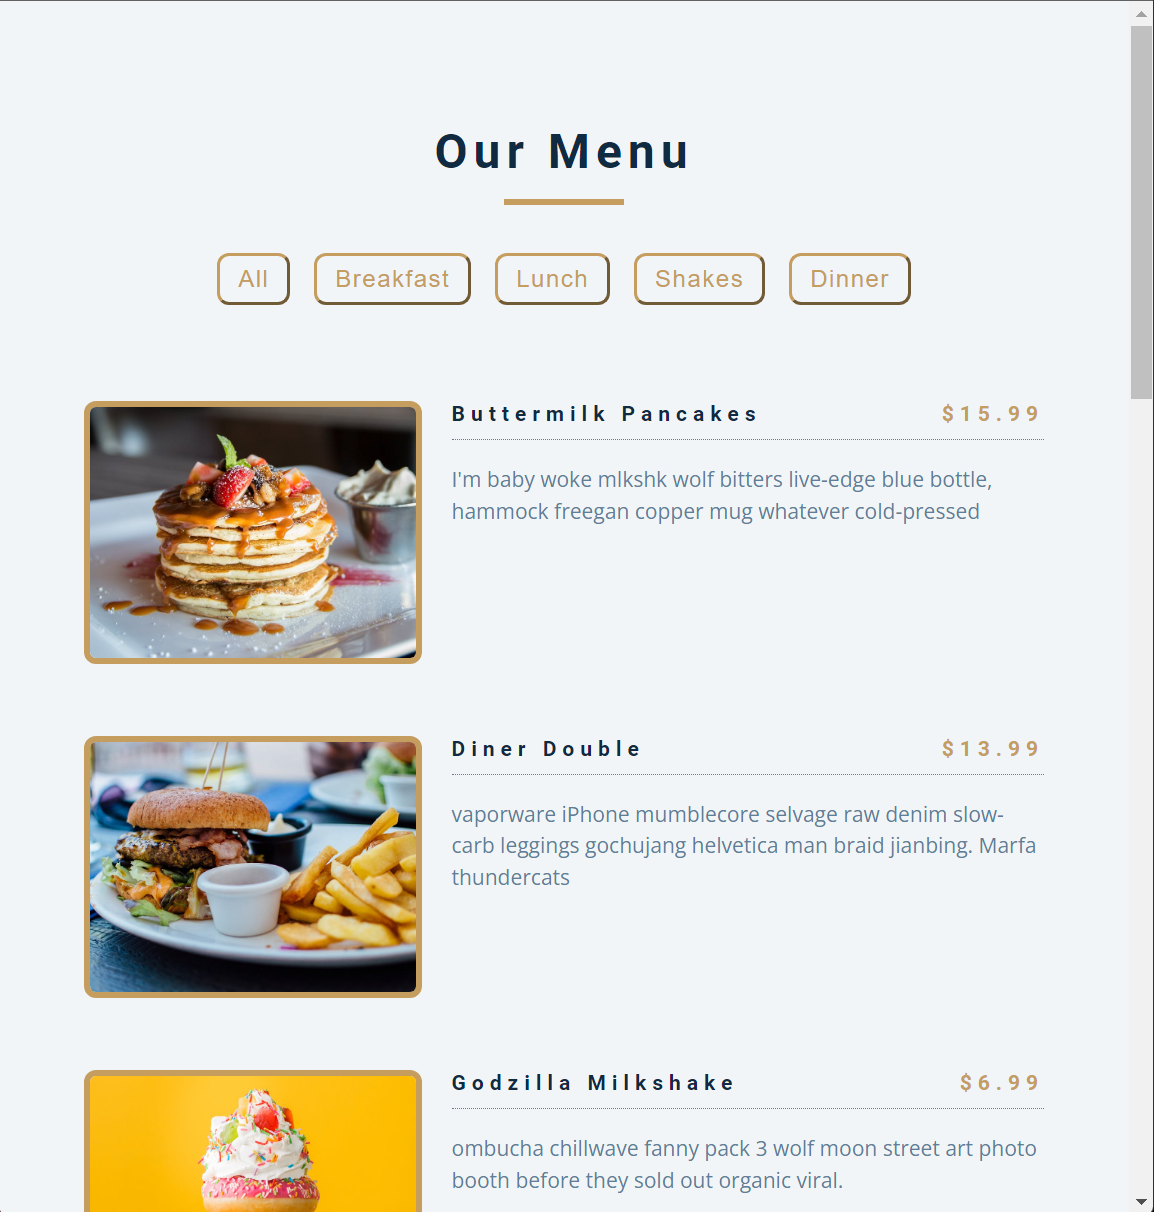 Our Menu
All
Breakfast
Lunch
Shakes
Dinner
Buttermilk Pancakes
$15.99
I'm baby woke mlkshk wolf bitters live-edge blue bottle,
hammock freegan copper mug whatever cold-pressed
Diner Double
$13.99
vaporware iPhone mumblecore selvage raw denim slow-
carb leggings gochujang helvetica man braid jianbing. Marfa
thundercats
Godzilla Milkshake
$6.99
ombucha chillwave fanny pack 3 wolf moon street art photo
booth before they sold out organic viral.